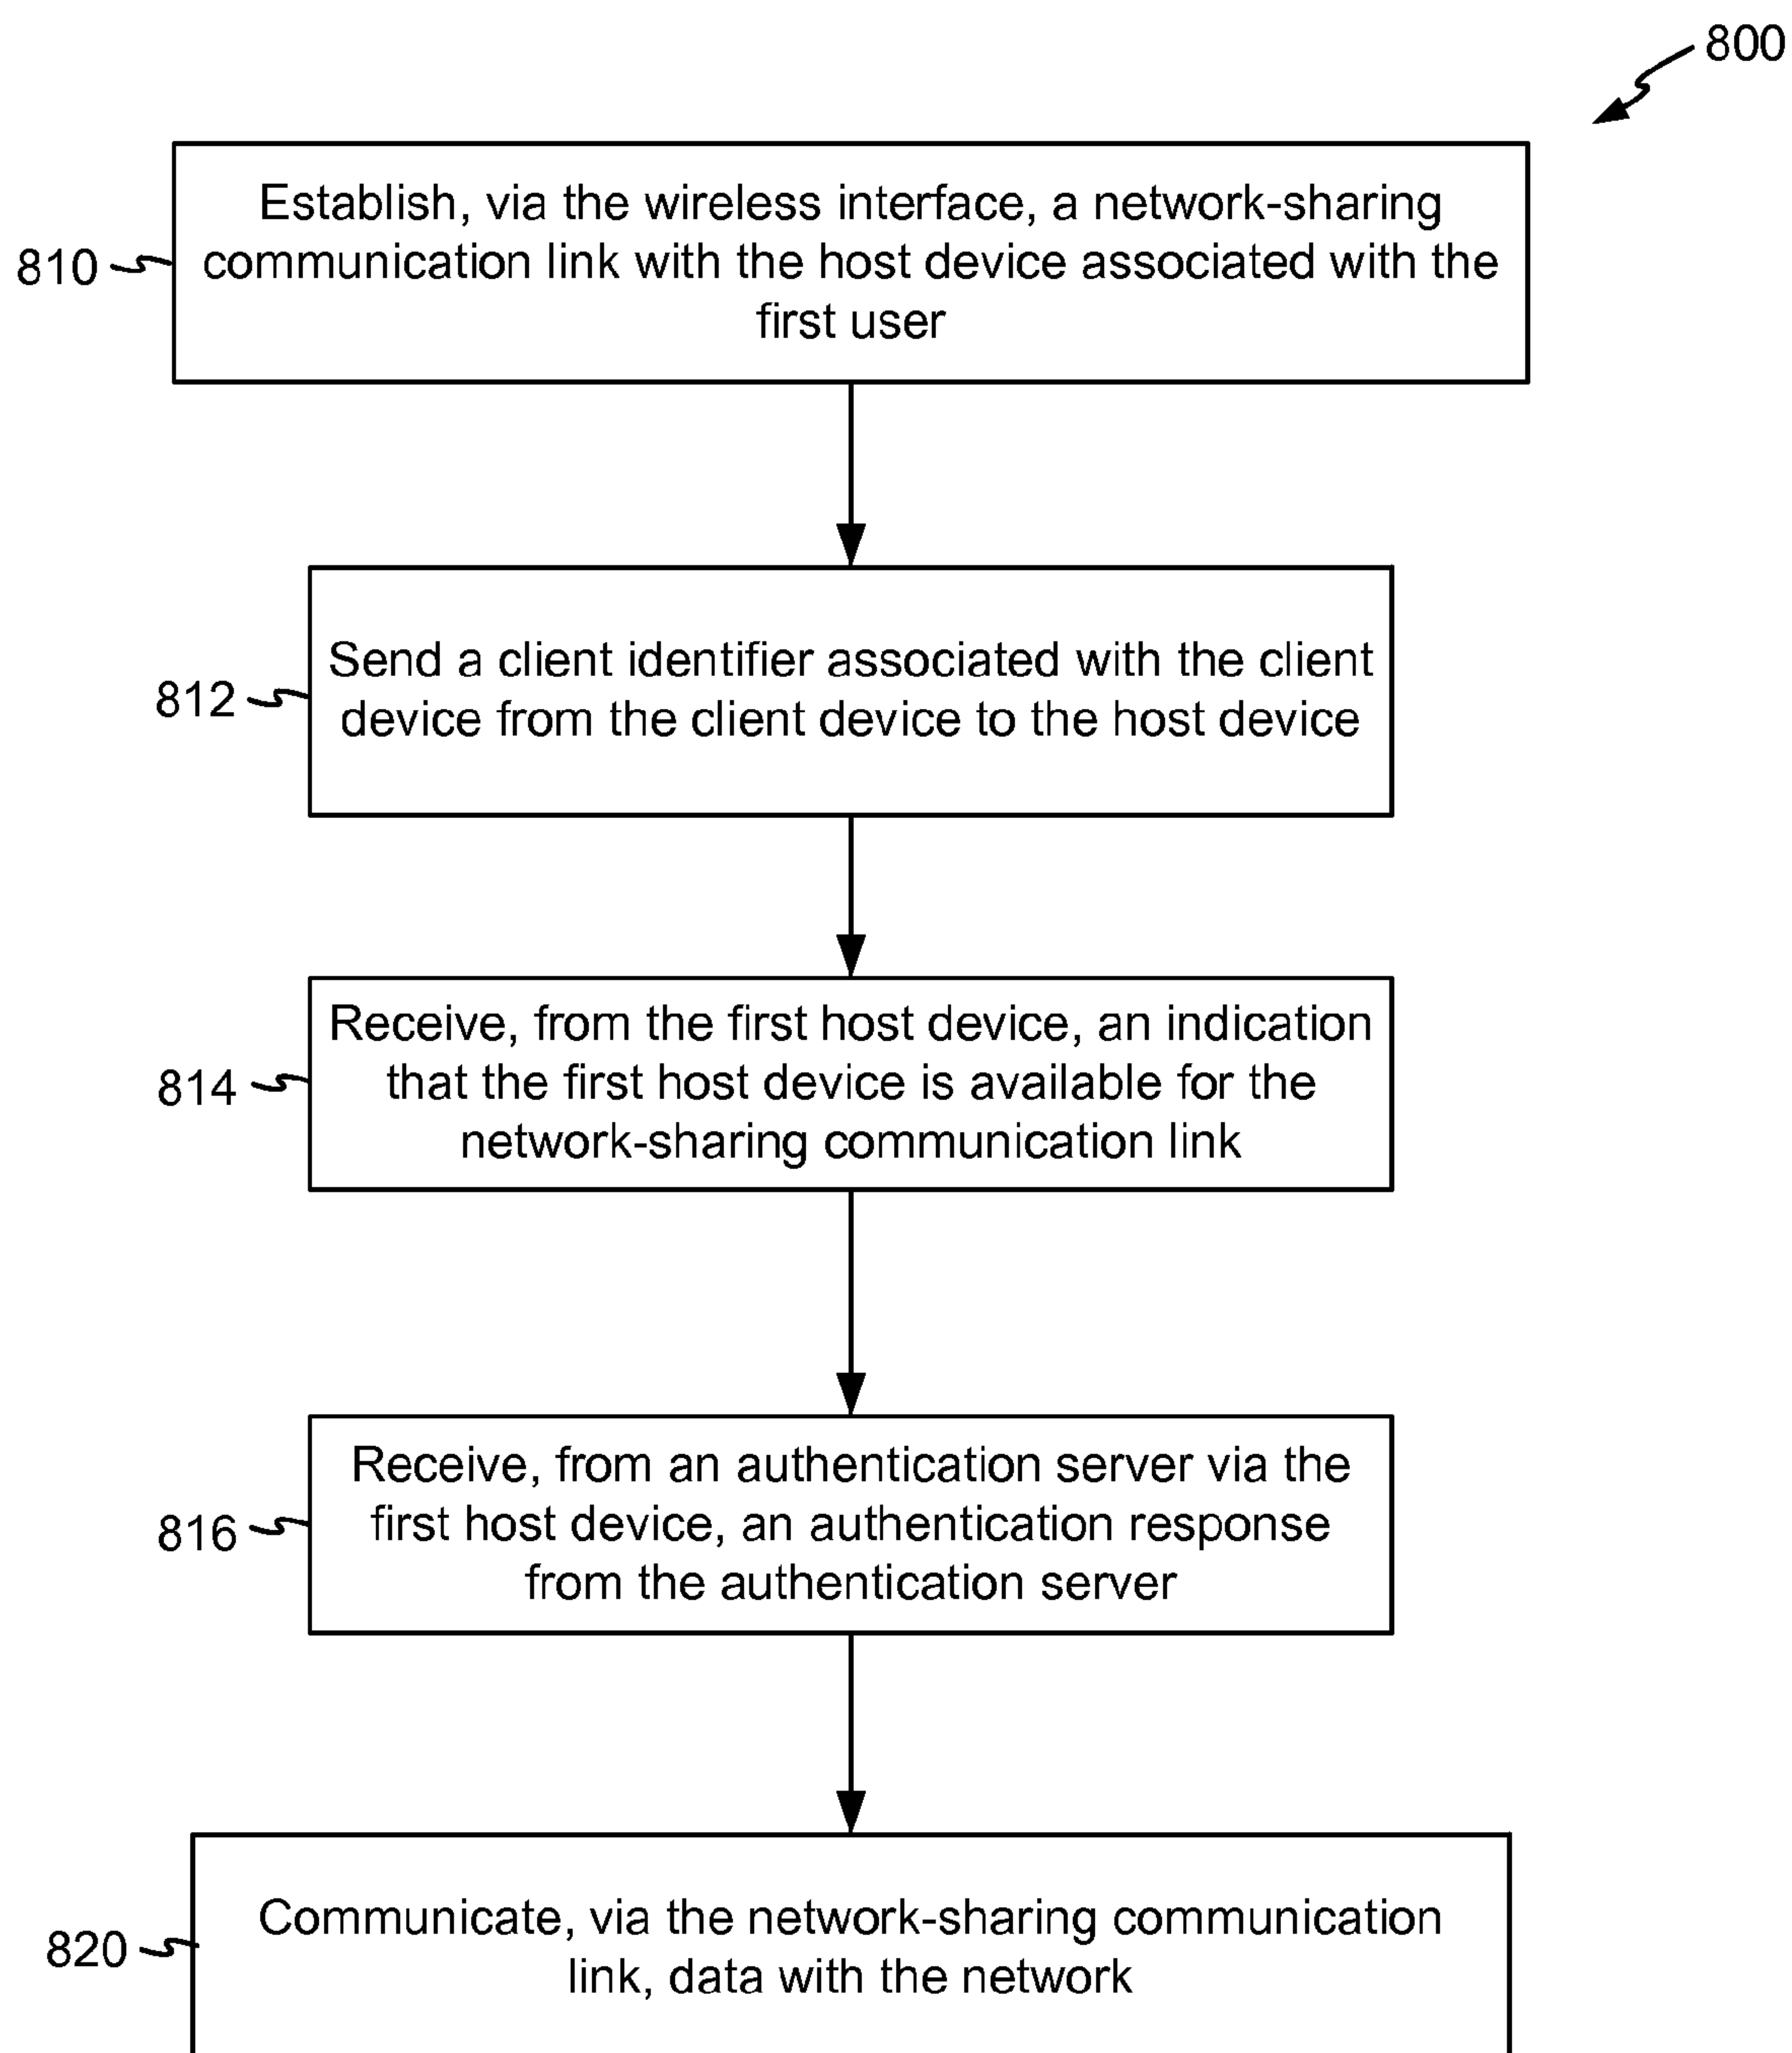 800
810
Establish, via the wireless interface, a network-sharing
communication link with the host device associated with the
first user
812
Send a client identifier associated with the client
device from the client device to the host device
814
Receive, from the first host device, an indication
that the first host device is available for the
network-sharing communication link
816
Receive, from an authentication server via the
first host device, an authentication response
from the authentication server
820
Communicate, via the network-sharing communication
link, data with the network